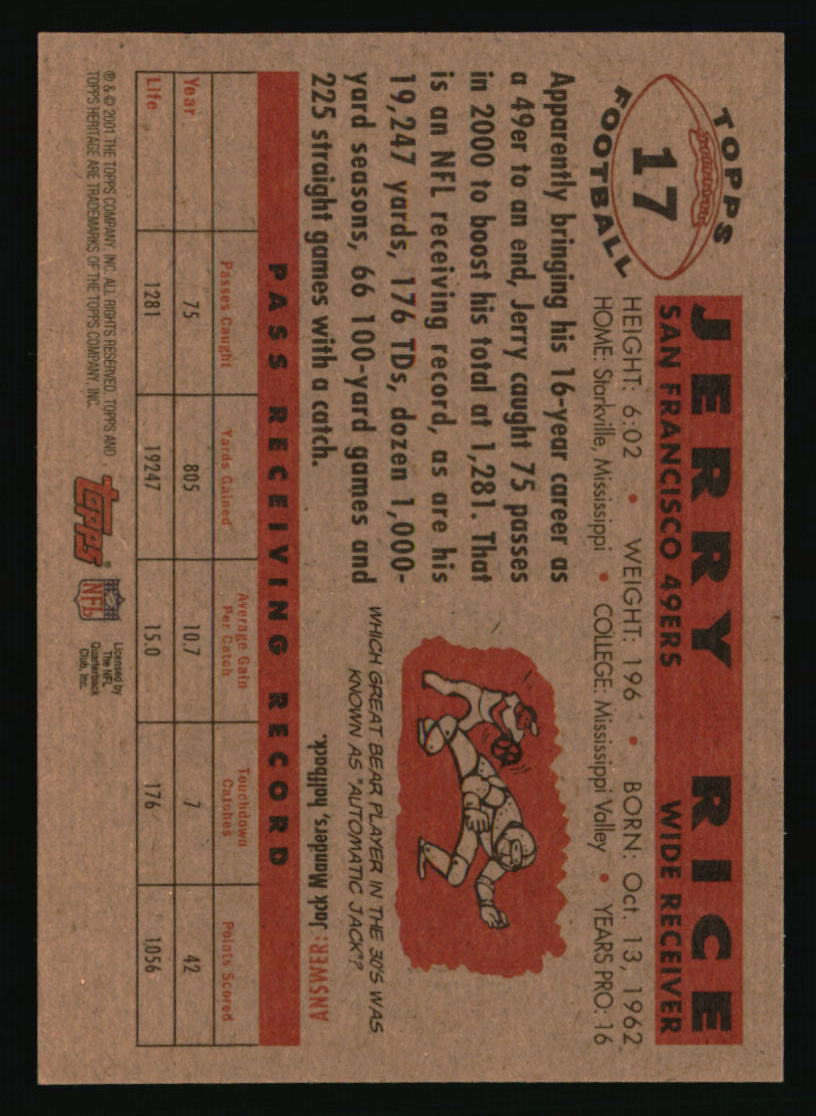 TOPPS
17
FOOTBALL
JERRY RICE
SAN FRANCISCO 49ERS WIDE RECEIVER
HEIGHT: 6:02 • WEIGHT: 196 • BORN: Oct. 13, 1962
HOME: Starkville, Mississippi • COLLEGE: Mississippi Valley • YEARS PRO: 16
Apparently bringing his 16-year career as
a 49er to an end, Jerry caught 75 passes
in 2000 to boost his total at 1,281. That
is an NFL receiving record, as are his
19,247 yards, 176 TDs, dozen 1,000-
yard seasons, 66 100-yard games and
225 straight games with a catch.
WHICH GREAT BEAR PLAYER IN THE 30'S WAS
KNOWN AS "AUTOMATIC JACK"?
ANSWER: Jack Manders, halfback.
PASS RECEIVING RECORD
Passes Caught Yards Gained Average Gain Per Catch Touchdown Catches Points Scored
Year 75 805 10.7 7 42
Life 1281 19247 15.0 176 1056
® & © 2001 THE TOPPS COMPANY, INC. ALL RIGHTS RESERVED. TOPPS AND
TOPPS HERITAGE ARE TRADEMARKS OF THE TOPPS COMPANY, INC.
topps®
NFL
Licensed by
The NFL
Quarterback
Club, Inc.